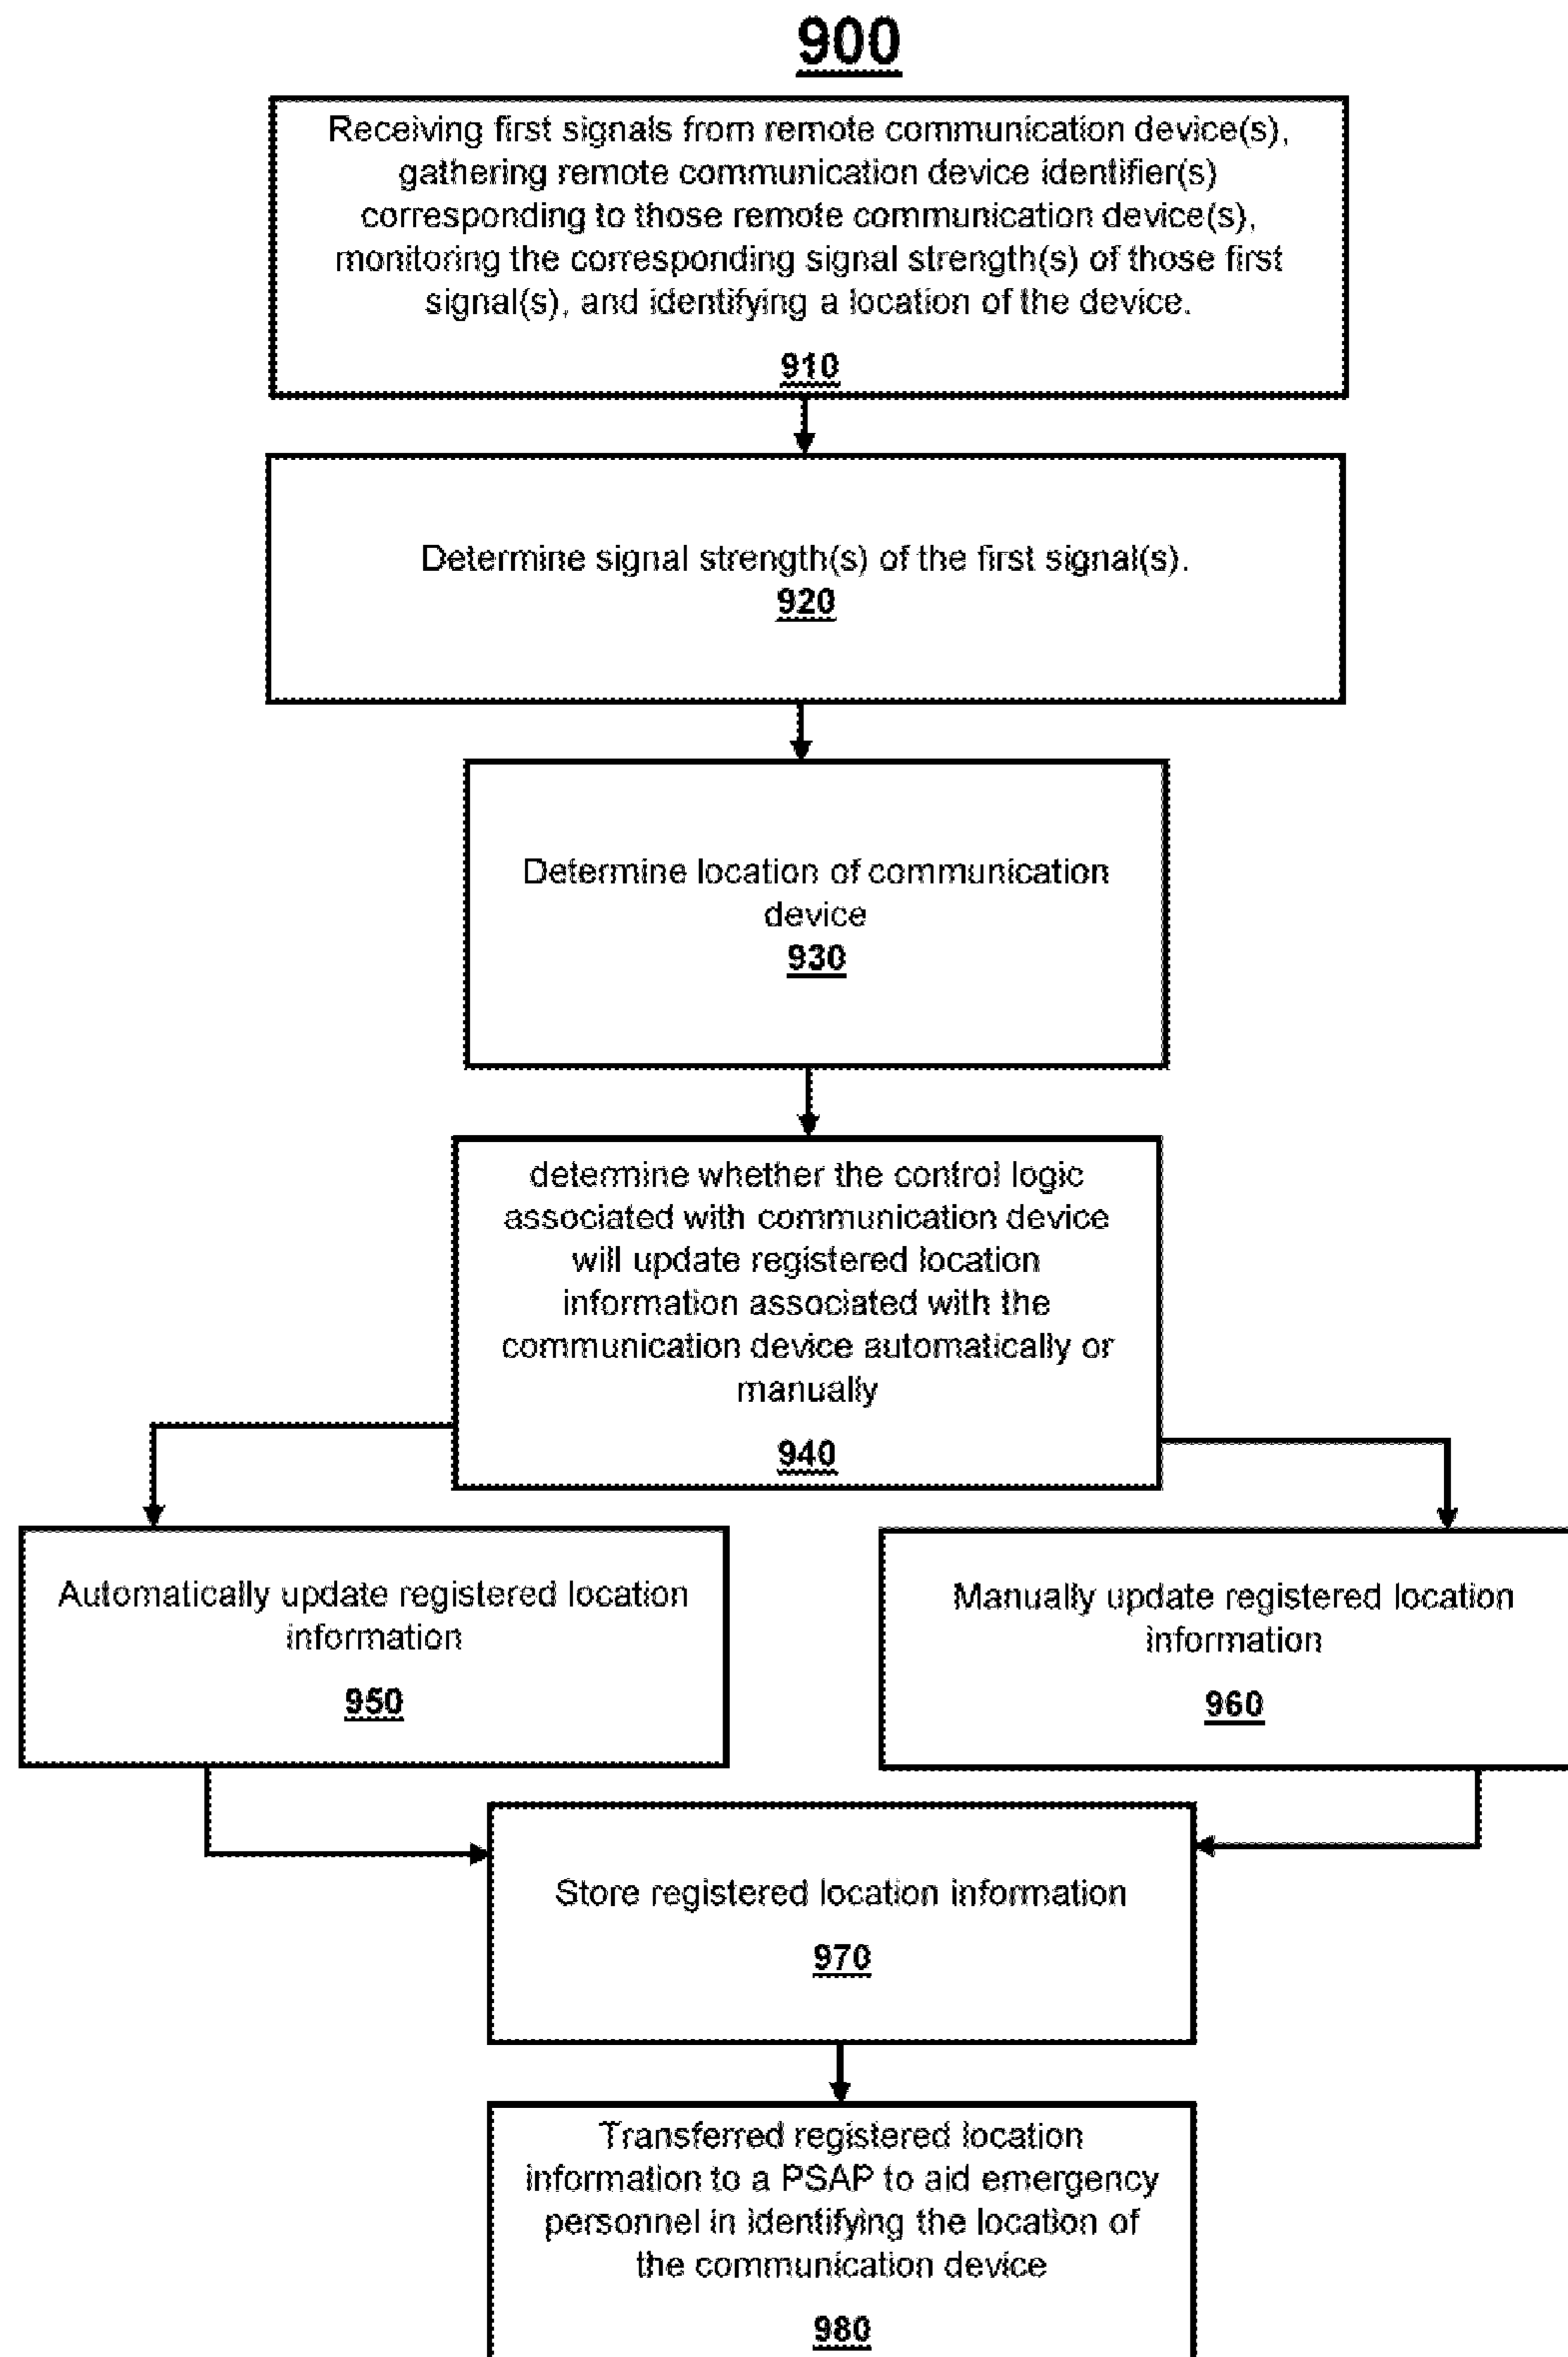 900
Receiving first signals from remote communication device(s),
gathering remote communication device identifier(s)
corresponding to those remote communication device(s),
monitoring the corresponding signal strength(s) of those first
signal(s), and identifying a location of the device.
910
Determine signal strength(s) of the first signal(s).
920
Determine location of communication
device
930
determine whether the control logic
associated with communication device
will update registered location
information associated with the
communication device automatically or
manually
940
Automatically update registered location
information
950
Manually update registered location
information
960
Store registered location information
970
Transferred registered location
information to a PSAP to aid emergency
personnel in identifying the location of
the communication device
980